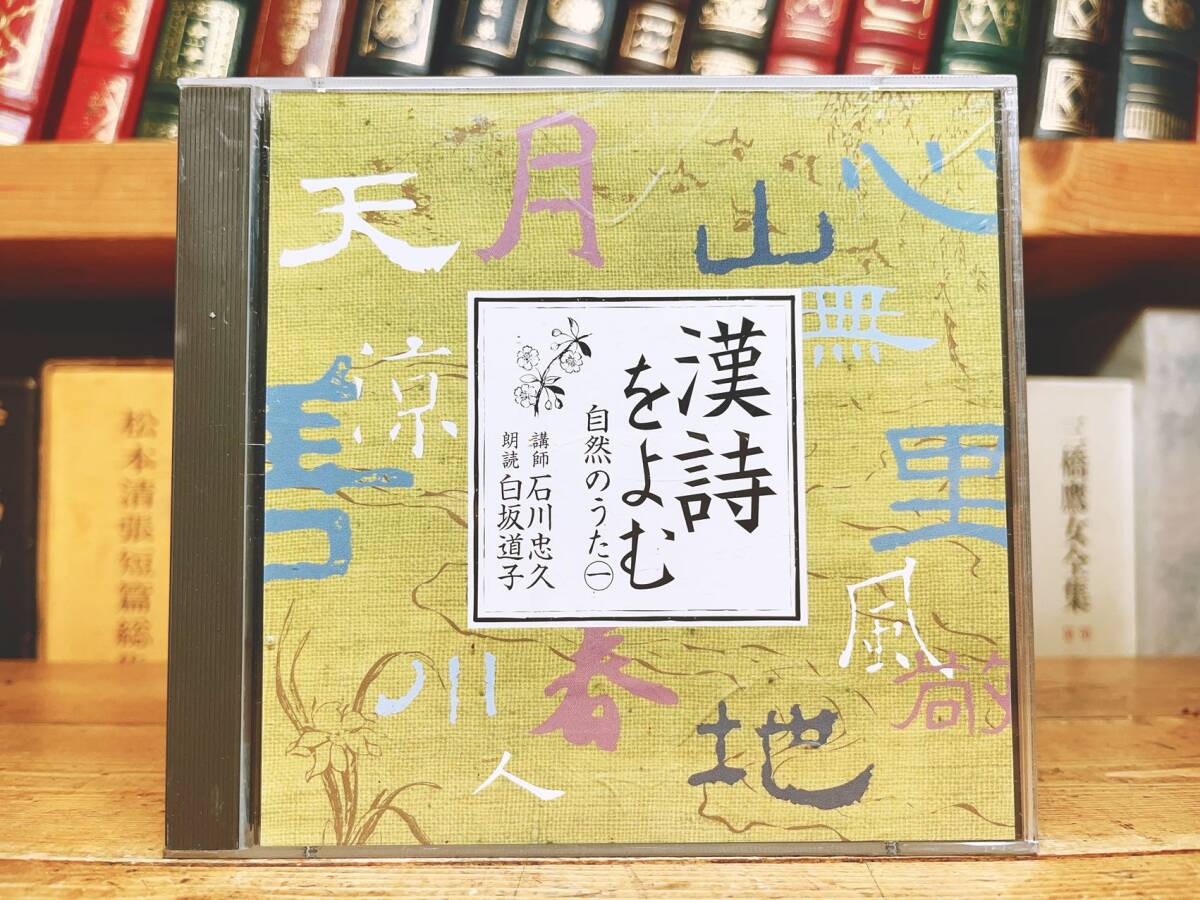 漢詩
をよむ
自然のうた㊀
講師 石川忠久
朗読 白坂道子
天
月
山
心
無
涼
里
風
敞
川
春
地
人
松本清張短篇総
三橋鷹女全集